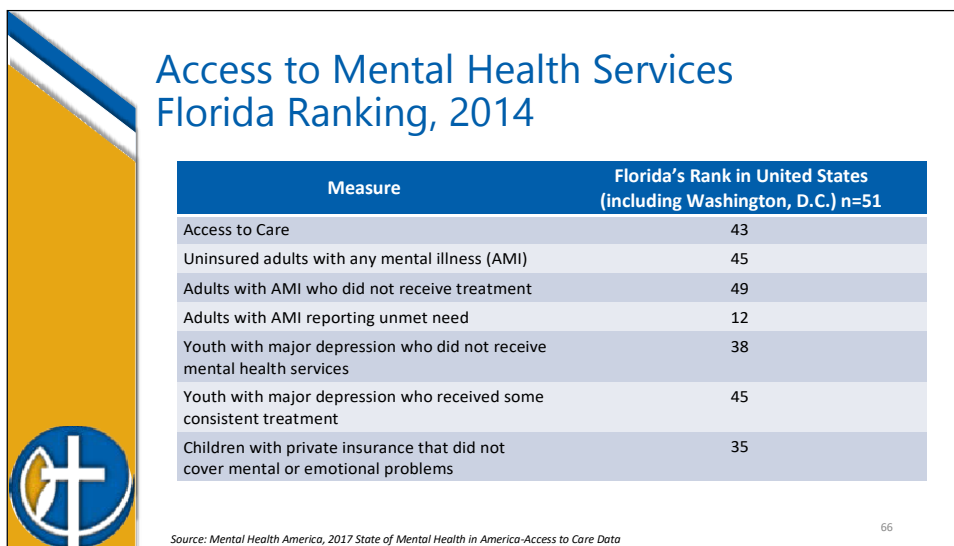 Access to Mental Health Services
Florida Ranking, 2014
Measure
Florida’s Rank in United States
(including Washington, D.C.) n=51
Access to Care 43
Uninsured adults with any mental illness (AMI) 45
Adults with AMI who did not receive treatment 49
Adults with AMI reporting unmet need 12
Youth with major depression who did not receive 38
mental health services
Youth with major depression who received some 45
consistent treatment
Children with private insurance that did not 35
cover mental or emotional problems
Source: Mental Health America, 2017 State of Mental Health in America-Access to Care Data
66